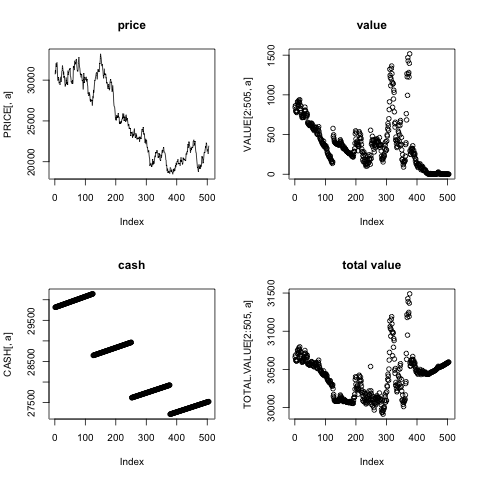 price
PRICE[, a]
20000 25000 30000
0 100 200 300 400 500
Index
value
VALUE[2:505, a]
0 500 1000 1500
0 100 200 300 400 500
Index
cash
CASH[, a]
27500 28500 29500
0 100 200 300 400 500
Index
total value
TOTAL.VALUE[2:505, a]
30000 30500 31000 31500
0 100 200 300 400 500
Index